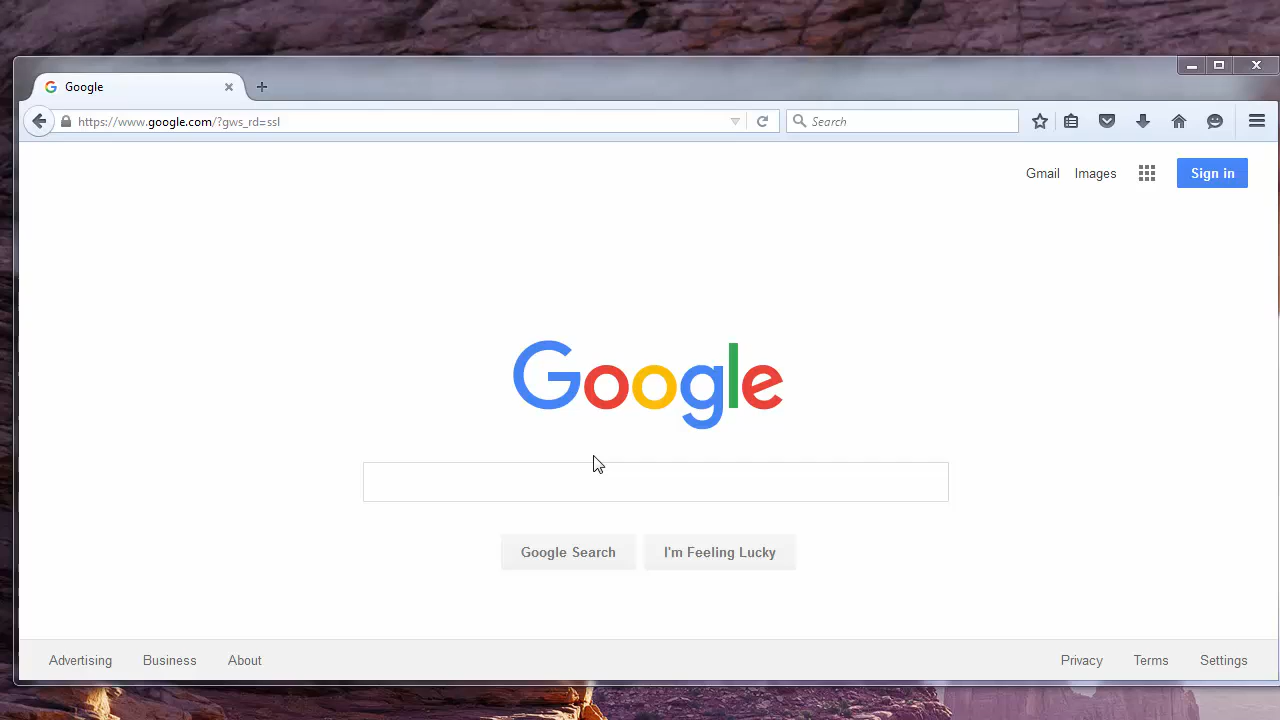 Google
https://www.google.com/?gws_rd=ssl
Search
Gmail Images Sign in
Google
Google Search I'm Feeling Lucky
Advertising Business About Privacy Terms Settings